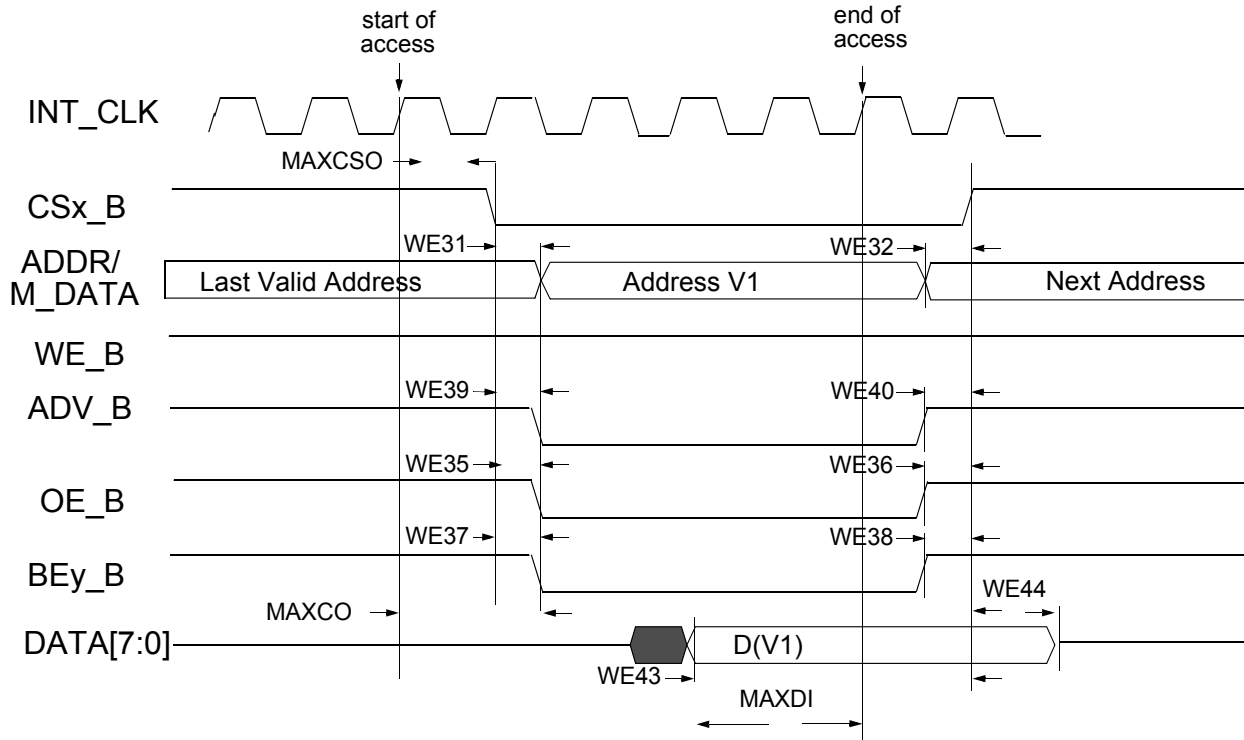 start of
access
end of
access
INT_CLK
MAXCSO
CSx_B
WE31
WE32
ADDR/
M_DATA
Last Valid Address
Address V1
Next Address
WE_B
WE39
WE40
ADV_B
WE35
WE36
OE_B
WE37
WE38
BEy_B
WE44
MAXCO
DATA[7:0]
D(V1)
WE43
MAXDI